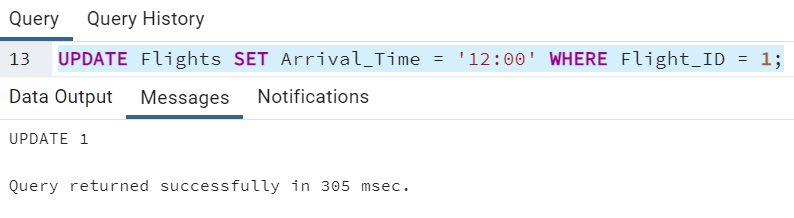 Query Query History
13 UPDATE Flights SET Arrival_Time = '12:00' WHERE Flight_ID = 1;
Data Output Messages Notifications
UPDATE 1
Query returned successfully in 305 msec.